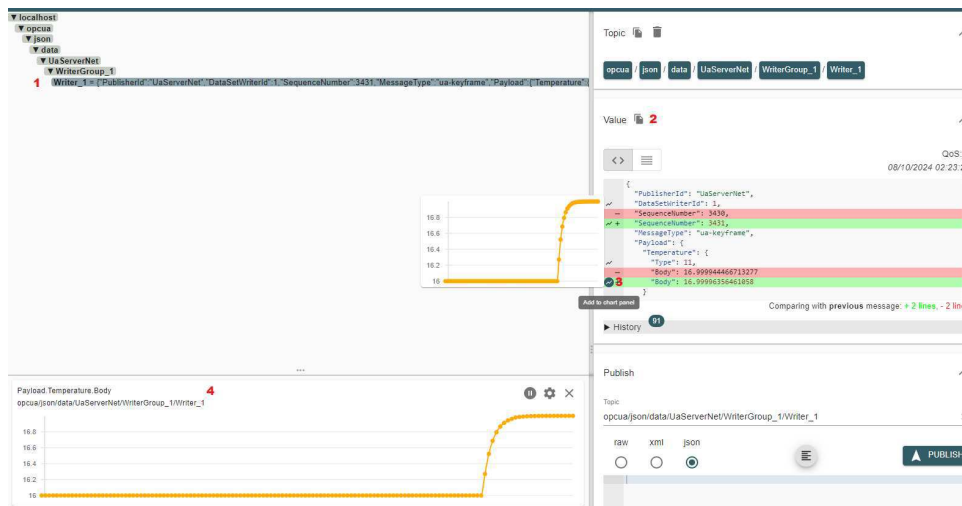 ▼ localhost
▼ opcua
▼ json
▼ data
▼ UaServerNet
▼ WriterGroup_1
1 Writer_1 = {"PublisherId":"UaServerNet","DataSetWriterId":1,"SequenceNumber":3431,"MessageType":"ua-keyframe","Payload":{"Temperature":
16.8
16.6
16.4
16.2
16
Add to chart panel
...
Payload.Temperature.Body 4
opcua/json/data/UaServerNet/WriterGroup_1/Writer_1
16.8
16.6
16.4
16.2
16
Topic
opcua / json / data / UaServerNet / WriterGroup_1 / Writer_1
Value 2
<>
QoS:
08/10/2024 02:23:
{
"PublisherId": "UaServerNet",
"DataSetWriterId": 1,
- "SequenceNumber": 3430,
+ "SequenceNumber": 3431,
"MessageType": "ua-keyframe",
"Payload": {
"Temperature": {
"Type": 11,
- "Body": 16.999944466713277
3 "Body": 16.99996356461058
}
Comparing with previous message: + 2 lines, - 2 line
▶ History 91
Publish
Topic
opcua/json/data/UaServerNet/WriterGroup_1/Writer_1
raw xml json
PUBLISH